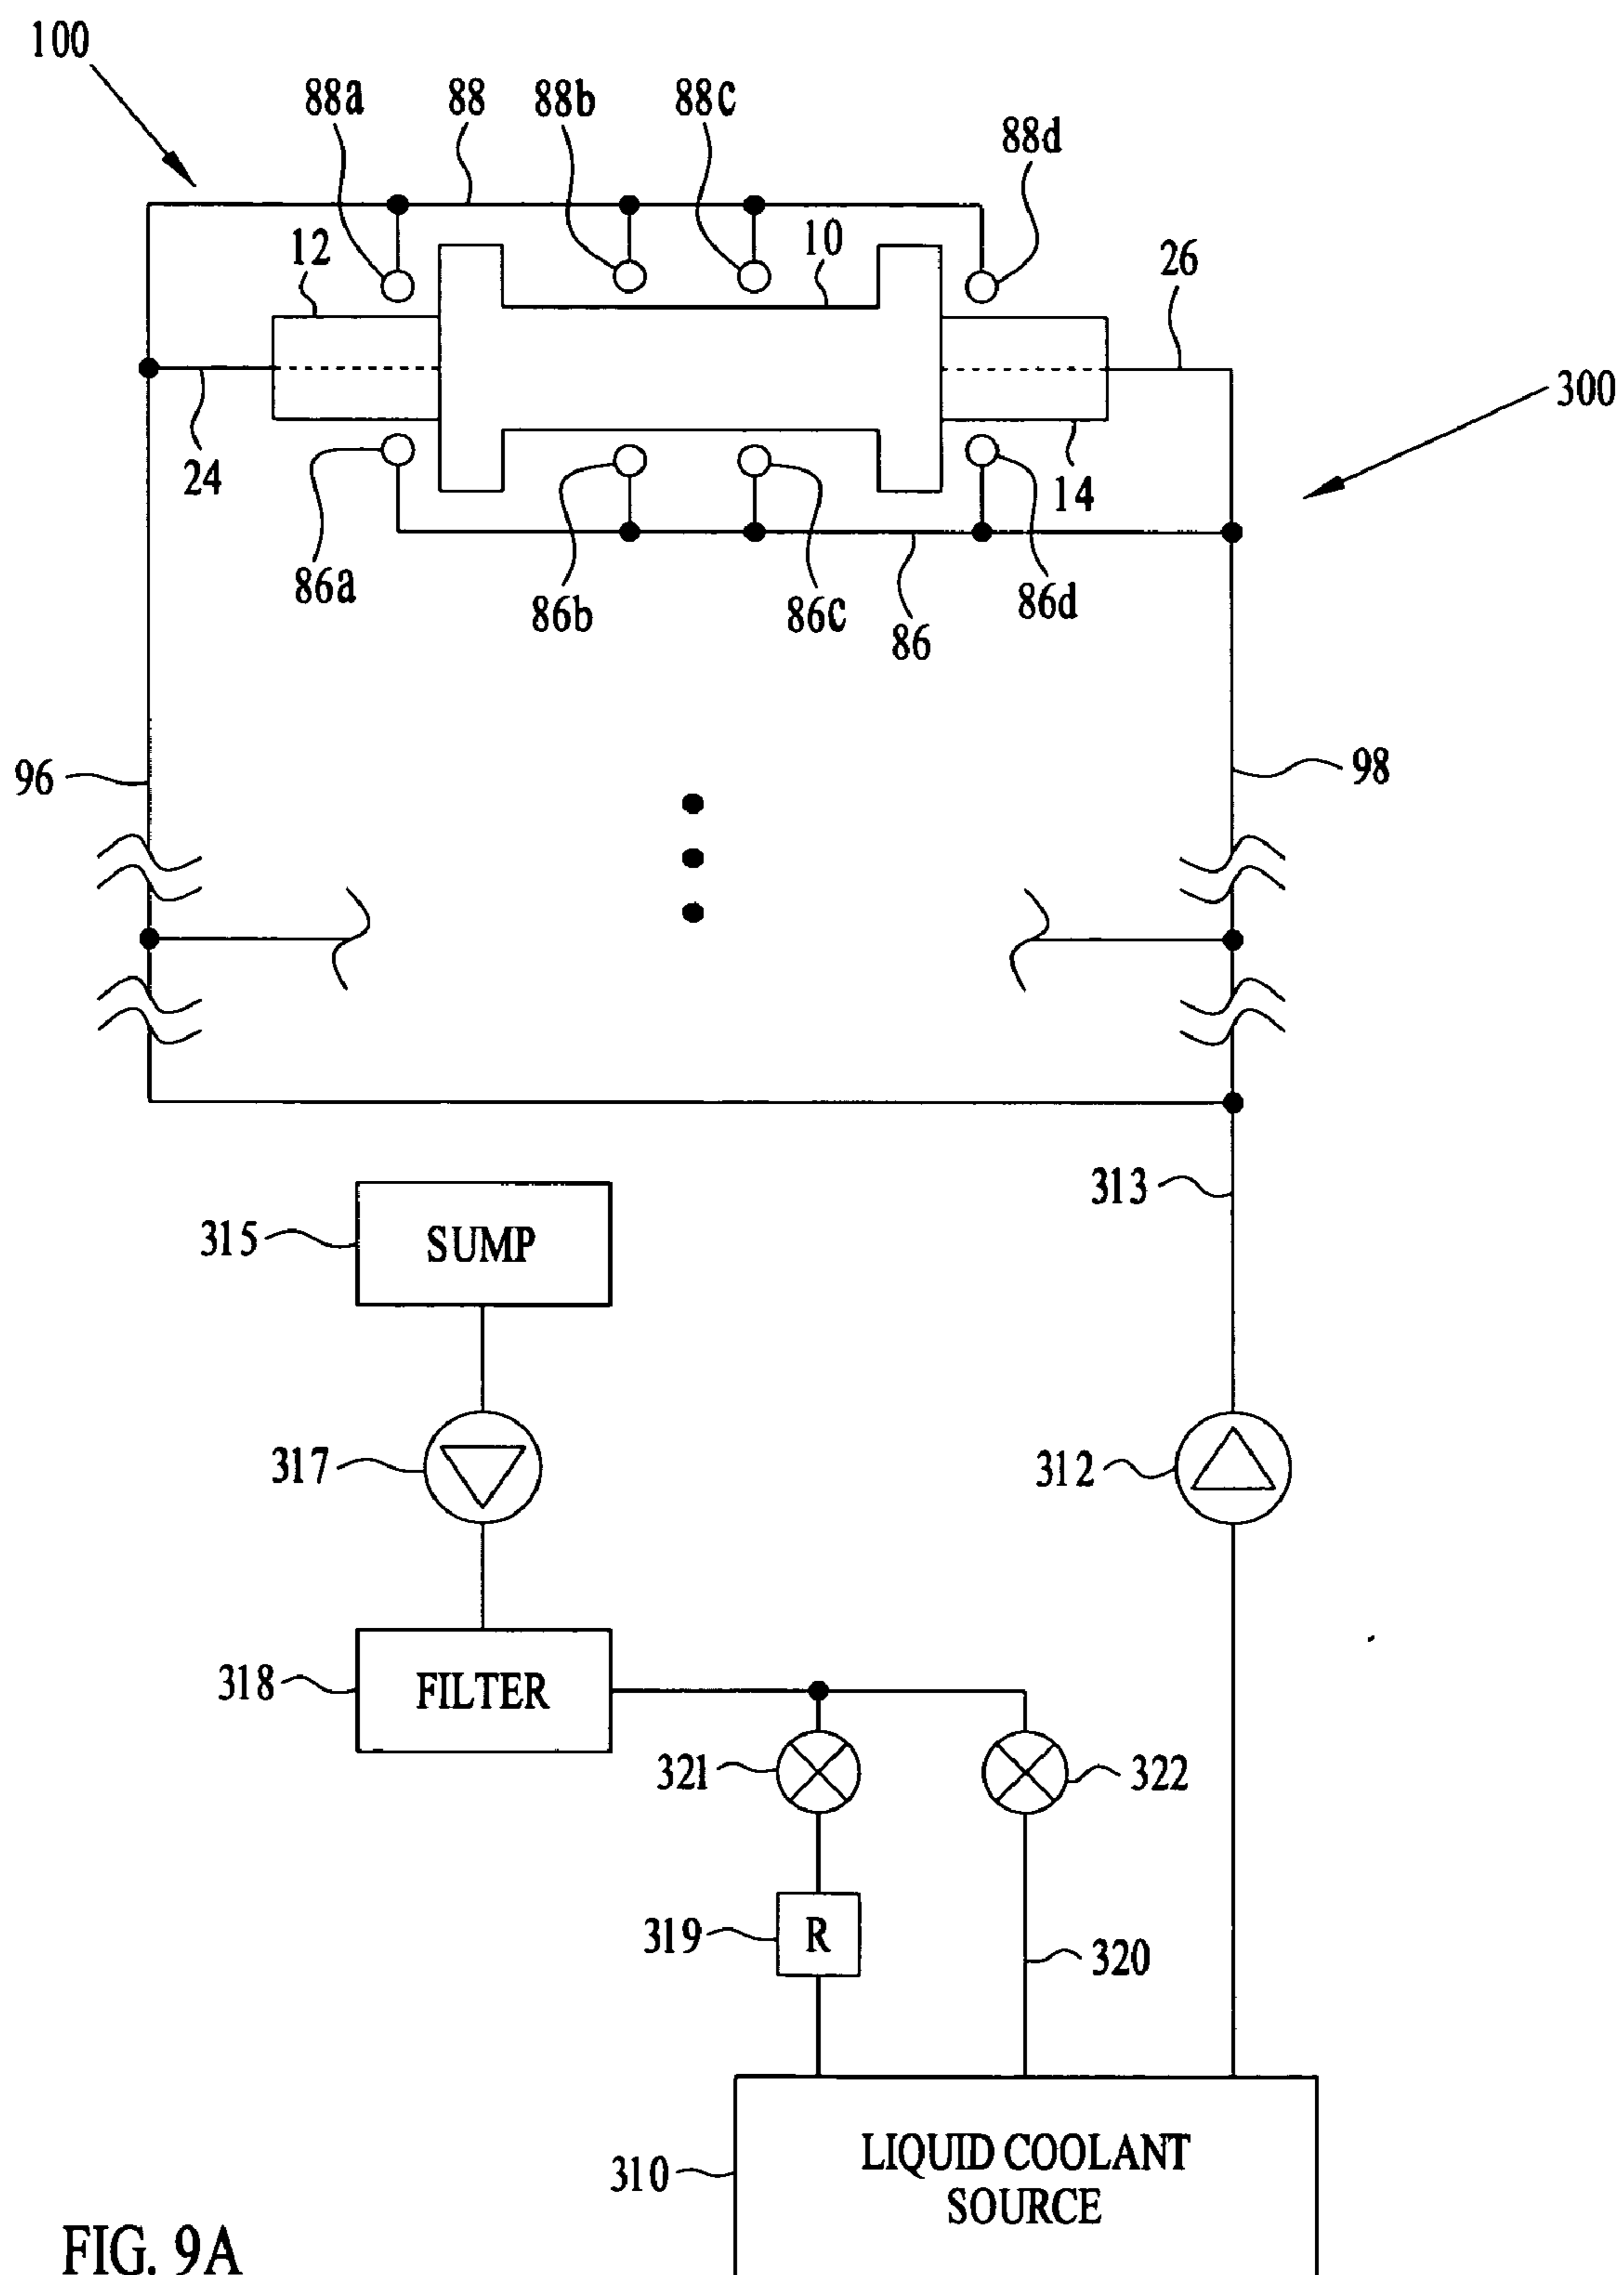 100
88a
88
88b
88c
88d
12
10
26
300
24
14
86a
86b
86c
86d
86
96
98
313
315
SUMP
317
312
318
FILTER
321
322
319
R
320
310
LIQUID COOLANT
SOURCE
FIG. 9A